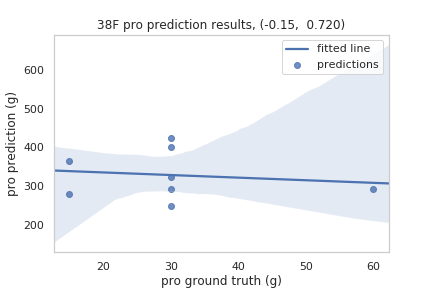 38F pro prediction results, (-0.15,  0.720)
fitted line
predictions
pro prediction (g)
600
500
400
300
200
20
30
40
50
60
pro ground truth (g)